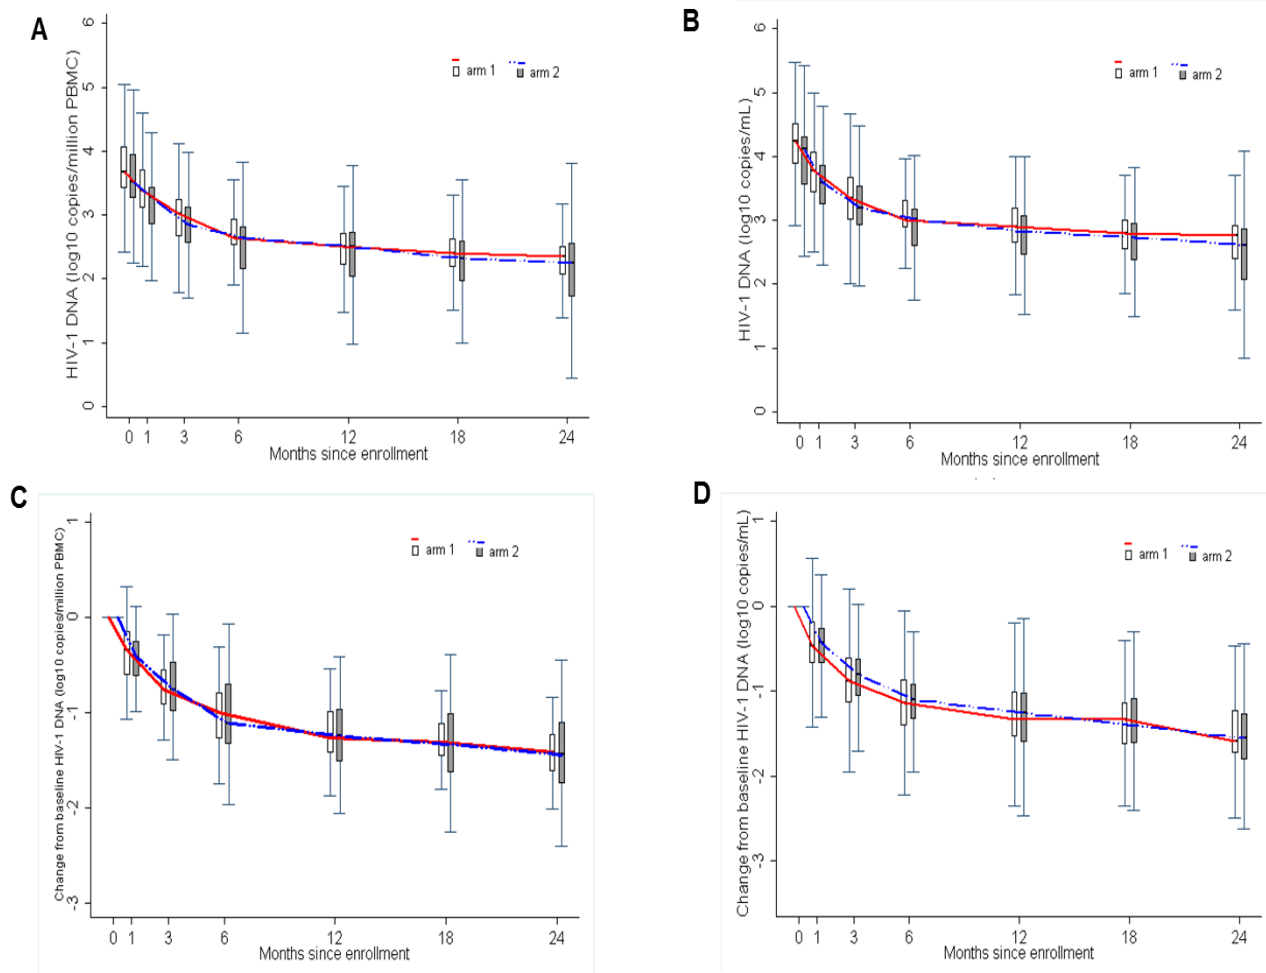 A
HIV-1 DNA (log10 copies/million PBMC)
6
5
4
3
2
1
0
arm 1 arm 2
0 1 3 6 12 18 24
Months since enrollment
B
HIV-1 DNA (log10 copies/mL)
6
5
4
3
2
1
0
arm 1 arm 2
0 1 3 6 12 18 24
Months since enrollment
C
Change from baseline HIV-1 DNA (log10 copies/million PBMC)
1
0
-1
-2
-3
arm 1 arm 2
0 1 3 6 12 18 24
Months since enrollment
D
Change from baseline HIV-1 DNA (log10 copies/mL)
1
0
-1
-2
-3
arm 1 arm 2
0 1 3 6 12 18 24
Months since enrollment